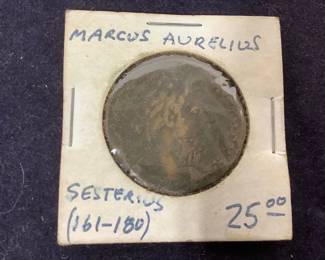 MARCUS AURELIUS
SESTERIUS
(161-180) 25.00